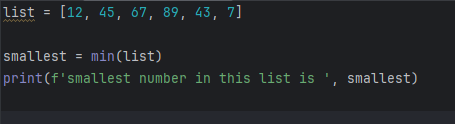 list = [12, 45, 67, 89, 43, 7]
smallest = min(list)
print(f'smallest number in this list is ', smallest)